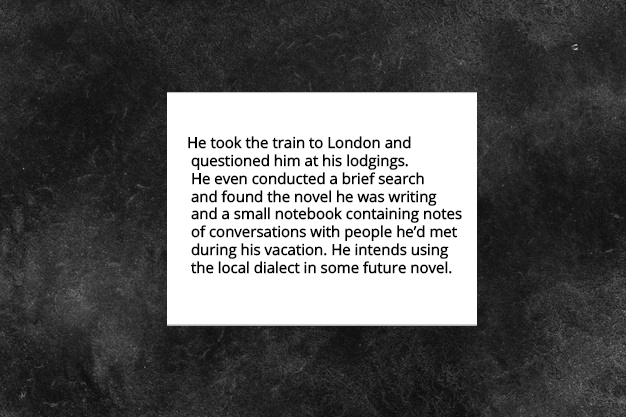 He took the train to London and
questioned him at his lodgings.
He even conducted a brief search
and found the novel he was writing
and a small notebook containing notes
of conversations with people he’d met
during his vacation. He intends using
the local dialect in some future novel.